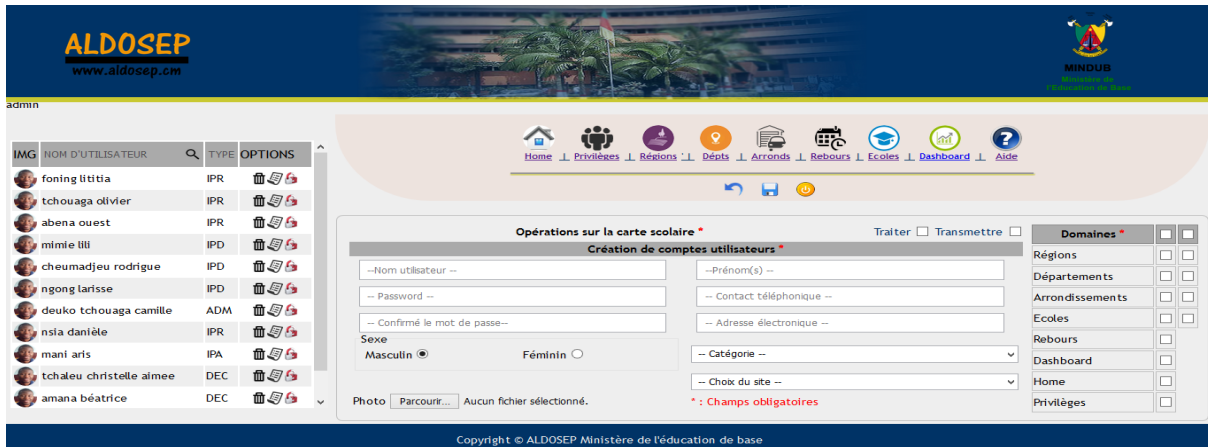 ALDOSEP
www.aldosep.cm
MINDUB
Ministère de
l'Education de Base
admin
Home Privilèges Régions Dépts Arronds Rebours Ecoles Dashboard Aide
IMG NOM D'UTILISATEUR TYPE OPTIONS
foning lititia IPR
tchouaga olivier IPR
abena ouest IPR
mimie lili IPD
cheumadjeu rodrigue IPD
ngong larisse IPD
deuko tchouaga camille ADM
nsia danièle IPR
mani aris IPA
tchaleu christelle aimee DEC
amana béatrice DEC
Opérations sur la carte scolaire * Traiter Transmettre
Création de comptes utilisateurs *
--Nom utilisateur -- --Prénom(s) --
-- Password -- -- Contact téléphonique --
-- Confirmé le mot de passe-- -- Adresse électronique --
Sexe
Masculin Féminin -- Catégorie --
-- Choix du site --
Photo Parcourir... Aucun fichier sélectionné. * : Champs obligatoires
Domaines *
Régions
Départements
Arrondissements
Ecoles
Rebours
Dashboard
Home
Privilèges
Copyright © ALDOSEP Ministère de l'éducation de base